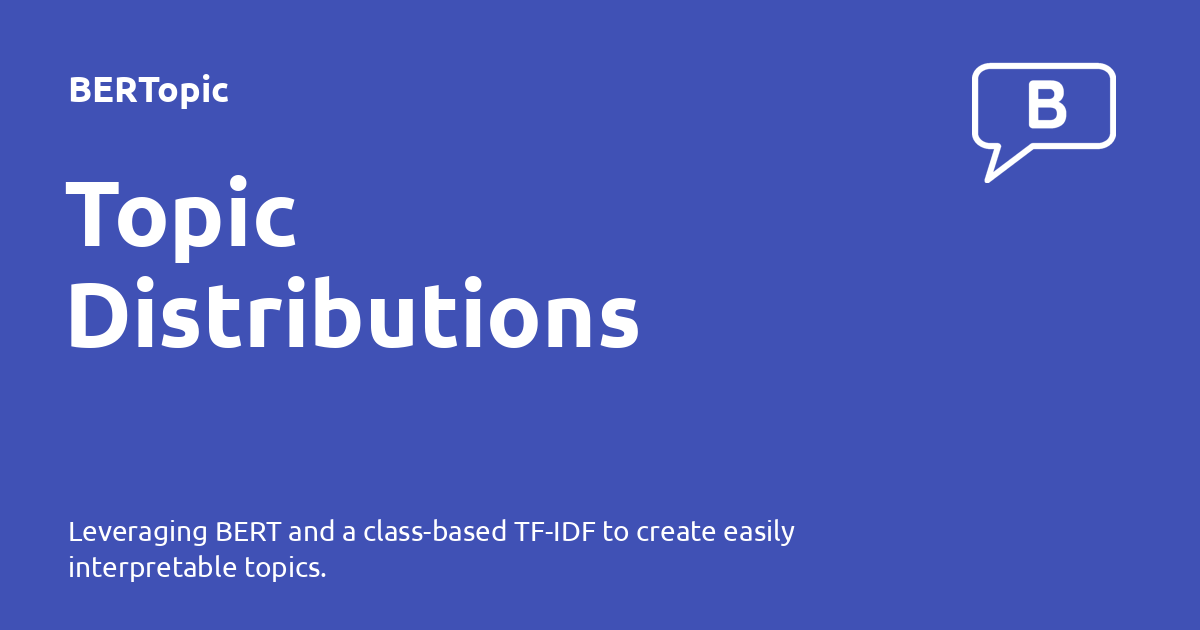 BERTopic
B
Topic
Distributions
Leveraging BERT and a class-based TF-IDF to create easily
interpretable topics.